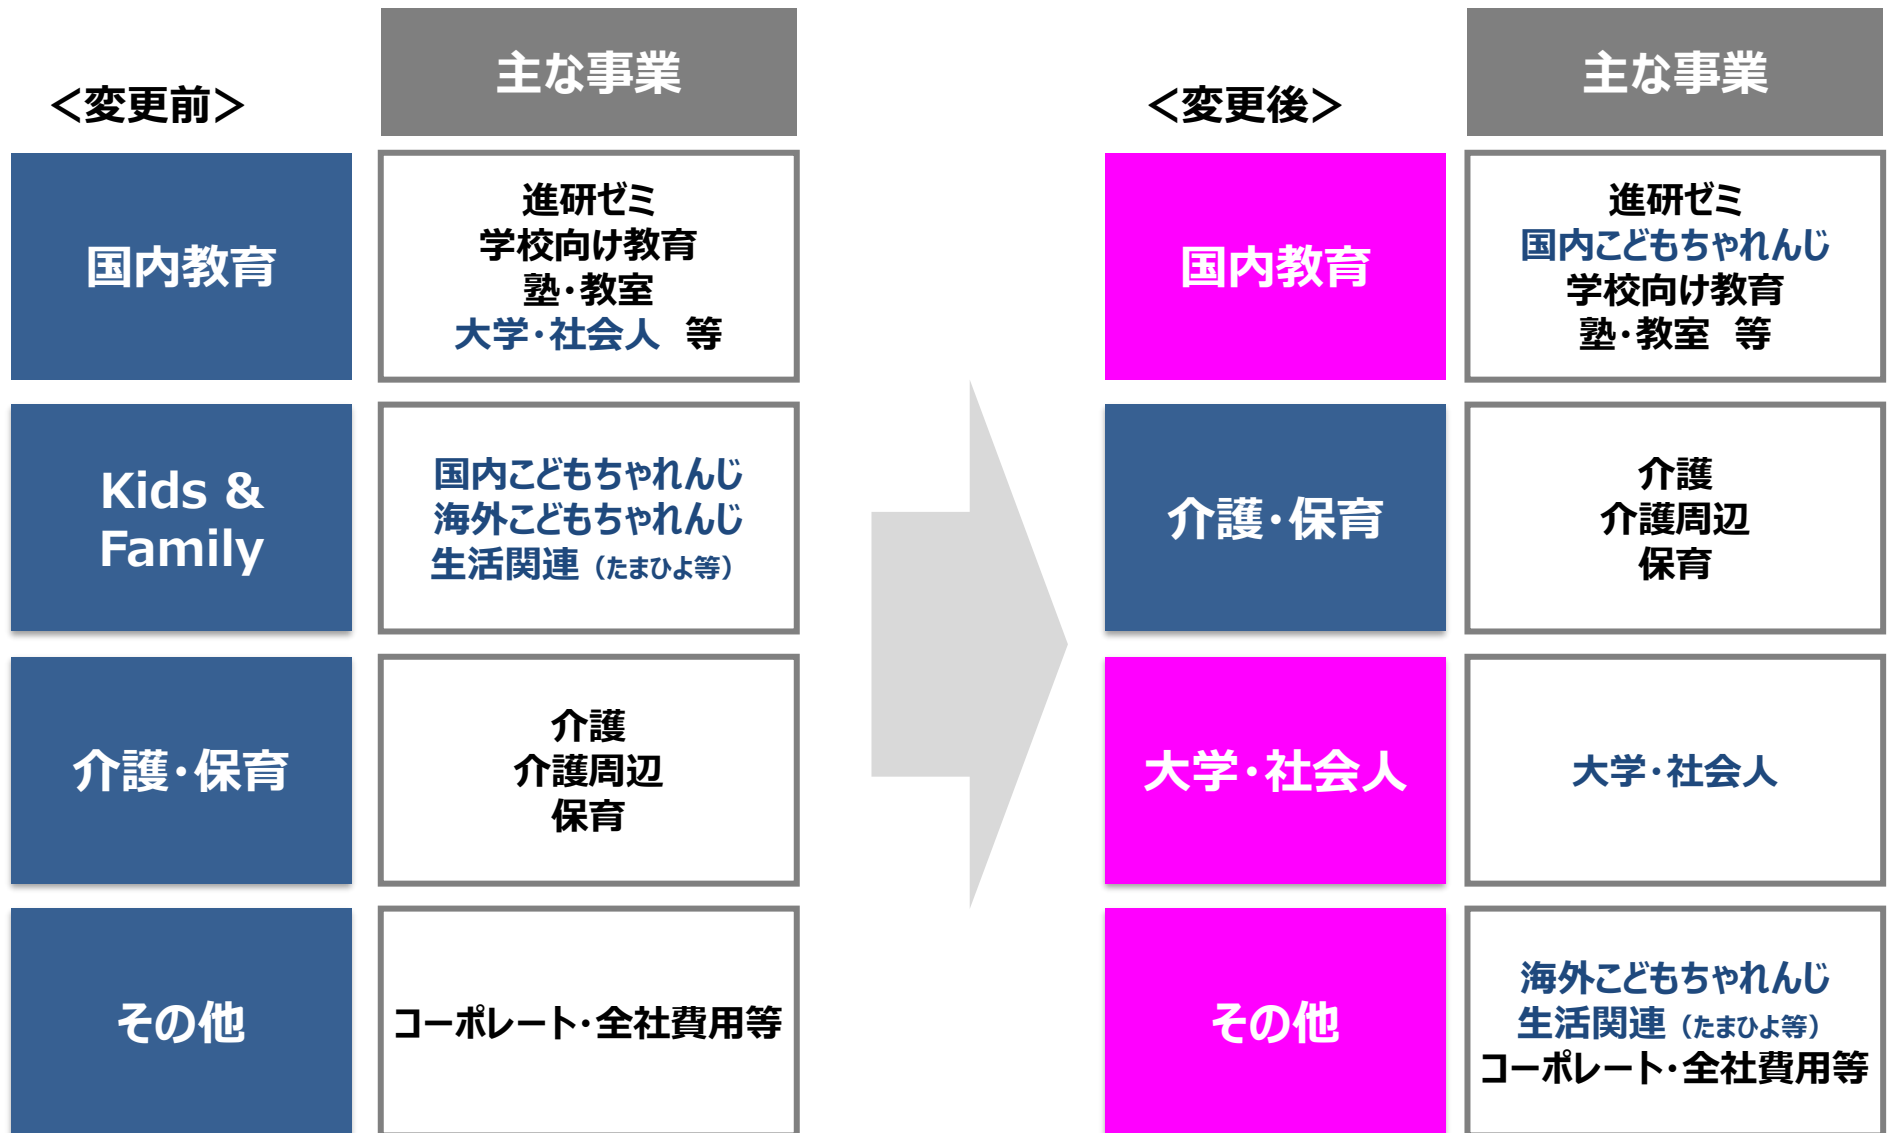 ＜変更前＞
主な事業
国内教育
進研ゼミ
学校向け教育
塾・教室
大学・社会人　等
Kids &
Family
国内こどもちゃれんじ
海外こどもちゃれんじ
生活関連（たまひよ等）
介護・保育
介護
介護周辺
保育
その他
コーポレート・全社費用等
＜変更後＞
主な事業
国内教育
進研ゼミ
国内こどもちゃれんじ
学校向け教育
塾・教室　等
介護・保育
介護
介護周辺
保育
大学・社会人
大学・社会人
その他
海外こどもちゃれんじ
生活関連（たまひよ等）
コーポレート・全社費用等